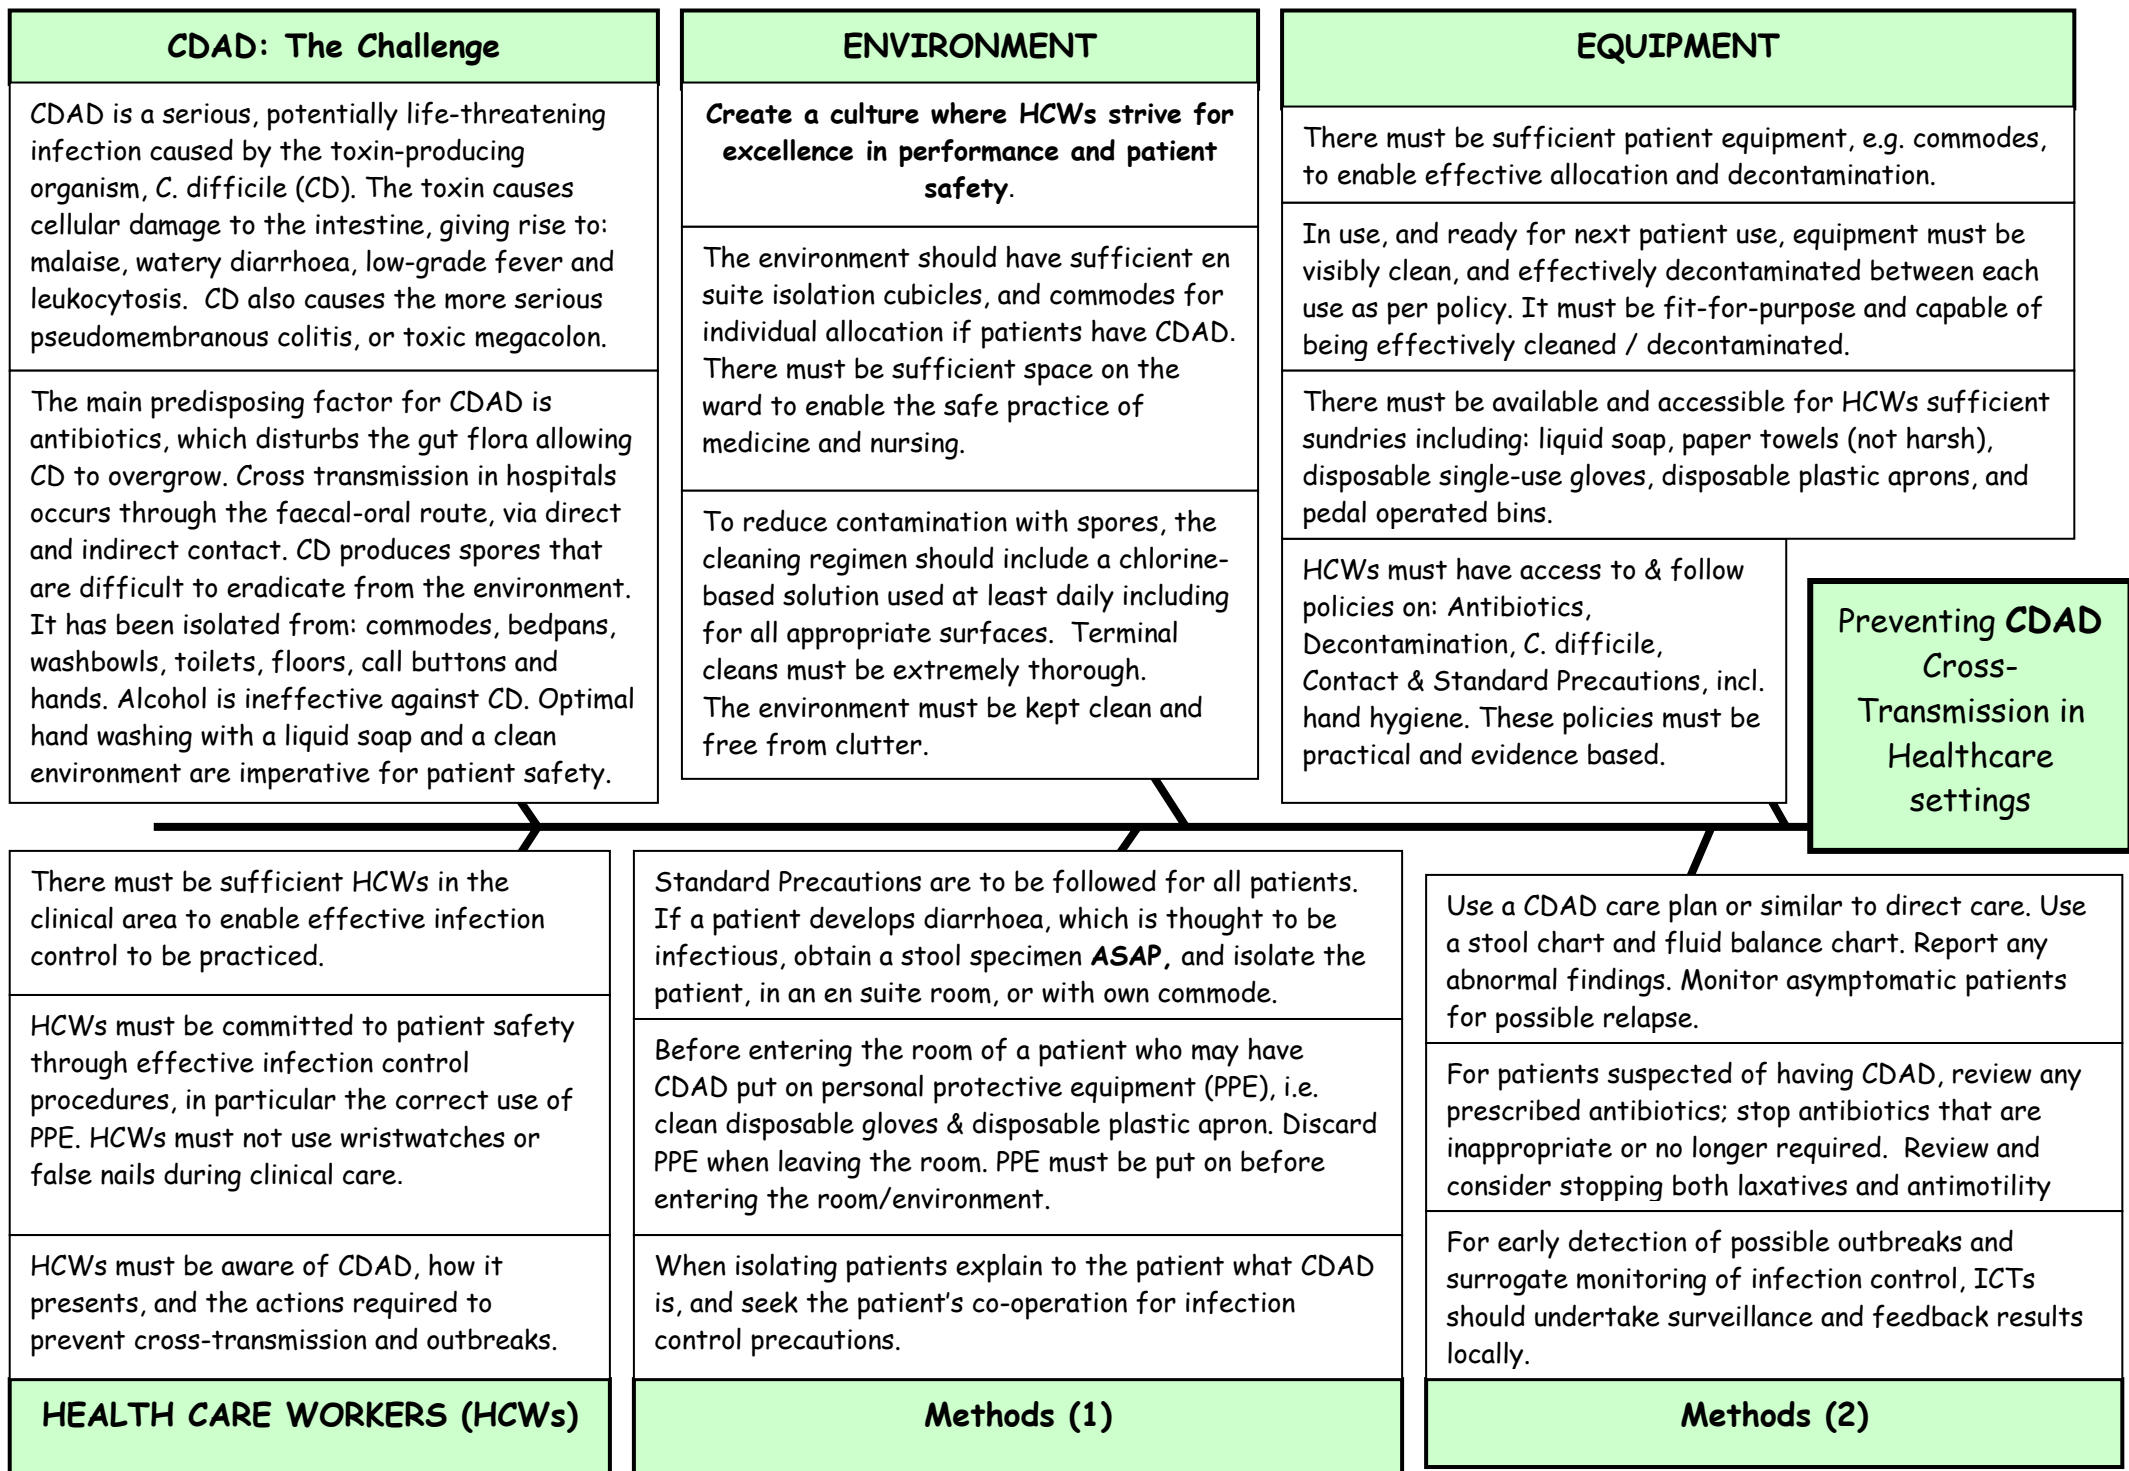 CDAD: The Challenge
CDAD is a serious, potentially life-threatening
infection caused by the toxin-producing
organism, C. difficile (CD). The toxin causes
cellular damage to the intestine, giving rise to:
malaise, watery diarrhoea, low-grade fever and
leukocytosis.  CD also causes the more serious
pseudomembranous colitis, or toxic megacolon.
The main predisposing factor for CDAD is
antibiotics, which disturbs the gut flora allowing
CD to overgrow. Cross transmission in hospitals
occurs through the faecal-oral route, via direct
and indirect contact. CD produces spores that
are difficult to eradicate from the environment.
It has been isolated from: commodes, bedpans,
washbowls, toilets, floors, call buttons and
hands. Alcohol is ineffective against CD. Optimal
hand washing with a liquid soap and a clean
environment are imperative for patient safety.
ENVIRONMENT
Create a culture where HCWs strive for
excellence in performance and patient
safety.
The environment should have sufficient en
suite isolation cubicles, and commodes for
individual allocation if patients have CDAD.
There must be sufficient space on the
ward to enable the safe practice of
medicine and nursing.
To reduce contamination with spores, the
cleaning regimen should include a chlorine-
based solution used at least daily including
for all appropriate surfaces.  Terminal
cleans must be extremely thorough.
The environment must be kept clean and
free from clutter.
EQUIPMENT
There must be sufficient patient equipment, e.g. commodes,
to enable effective allocation and decontamination.
In use, and ready for next patient use, equipment must be
visibly clean, and effectively decontaminated between each
use as per policy. It must be fit-for-purpose and capable of
being effectively cleaned / decontaminated.
There must be available and accessible for HCWs sufficient
sundries including: liquid soap, paper towels (not harsh),
disposable single-use gloves, disposable plastic aprons, and
pedal operated bins.
HCWs must have access to & follow
policies on: Antibiotics,
Decontamination, C. difficile,
Contact & Standard Precautions, incl.
hand hygiene. These policies must be
practical and evidence based.
Preventing CDAD
Cross-
Transmission in
Healthcare
settings
There must be sufficient HCWs in the
clinical area to enable effective infection
control to be practiced.
HCWs must be committed to patient safety
through effective infection control
procedures, in particular the correct use of
PPE. HCWs must not use wristwatches or
false nails during clinical care.
HCWs must be aware of CDAD, how it
presents, and the actions required to
prevent cross-transmission and outbreaks.
HEALTH CARE WORKERS (HCWs)
Standard Precautions are to be followed for all patients.
If a patient develops diarrhoea, which is thought to be
infectious, obtain a stool specimen ASAP, and isolate the
patient, in an en suite room, or with own commode.
Before entering the room of a patient who may have
CDAD put on personal protective equipment (PPE), i.e.
clean disposable gloves & disposable plastic apron. Discard
PPE when leaving the room. PPE must be put on before
entering the room/environment.
When isolating patients explain to the patient what CDAD
is, and seek the patient's co-operation for infection
control precautions.
Methods (1)
Use a CDAD care plan or similar to direct care. Use
a stool chart and fluid balance chart. Report any
abnormal findings. Monitor asymptomatic patients
for possible relapse.
For patients suspected of having CDAD, review any
prescribed antibiotics; stop antibiotics that are
inappropriate or no longer required.  Review and
consider stopping both laxatives and antimotility
For early detection of possible outbreaks and
surrogate monitoring of infection control, ICTs
should undertake surveillance and feedback results
locally.
Methods (2)